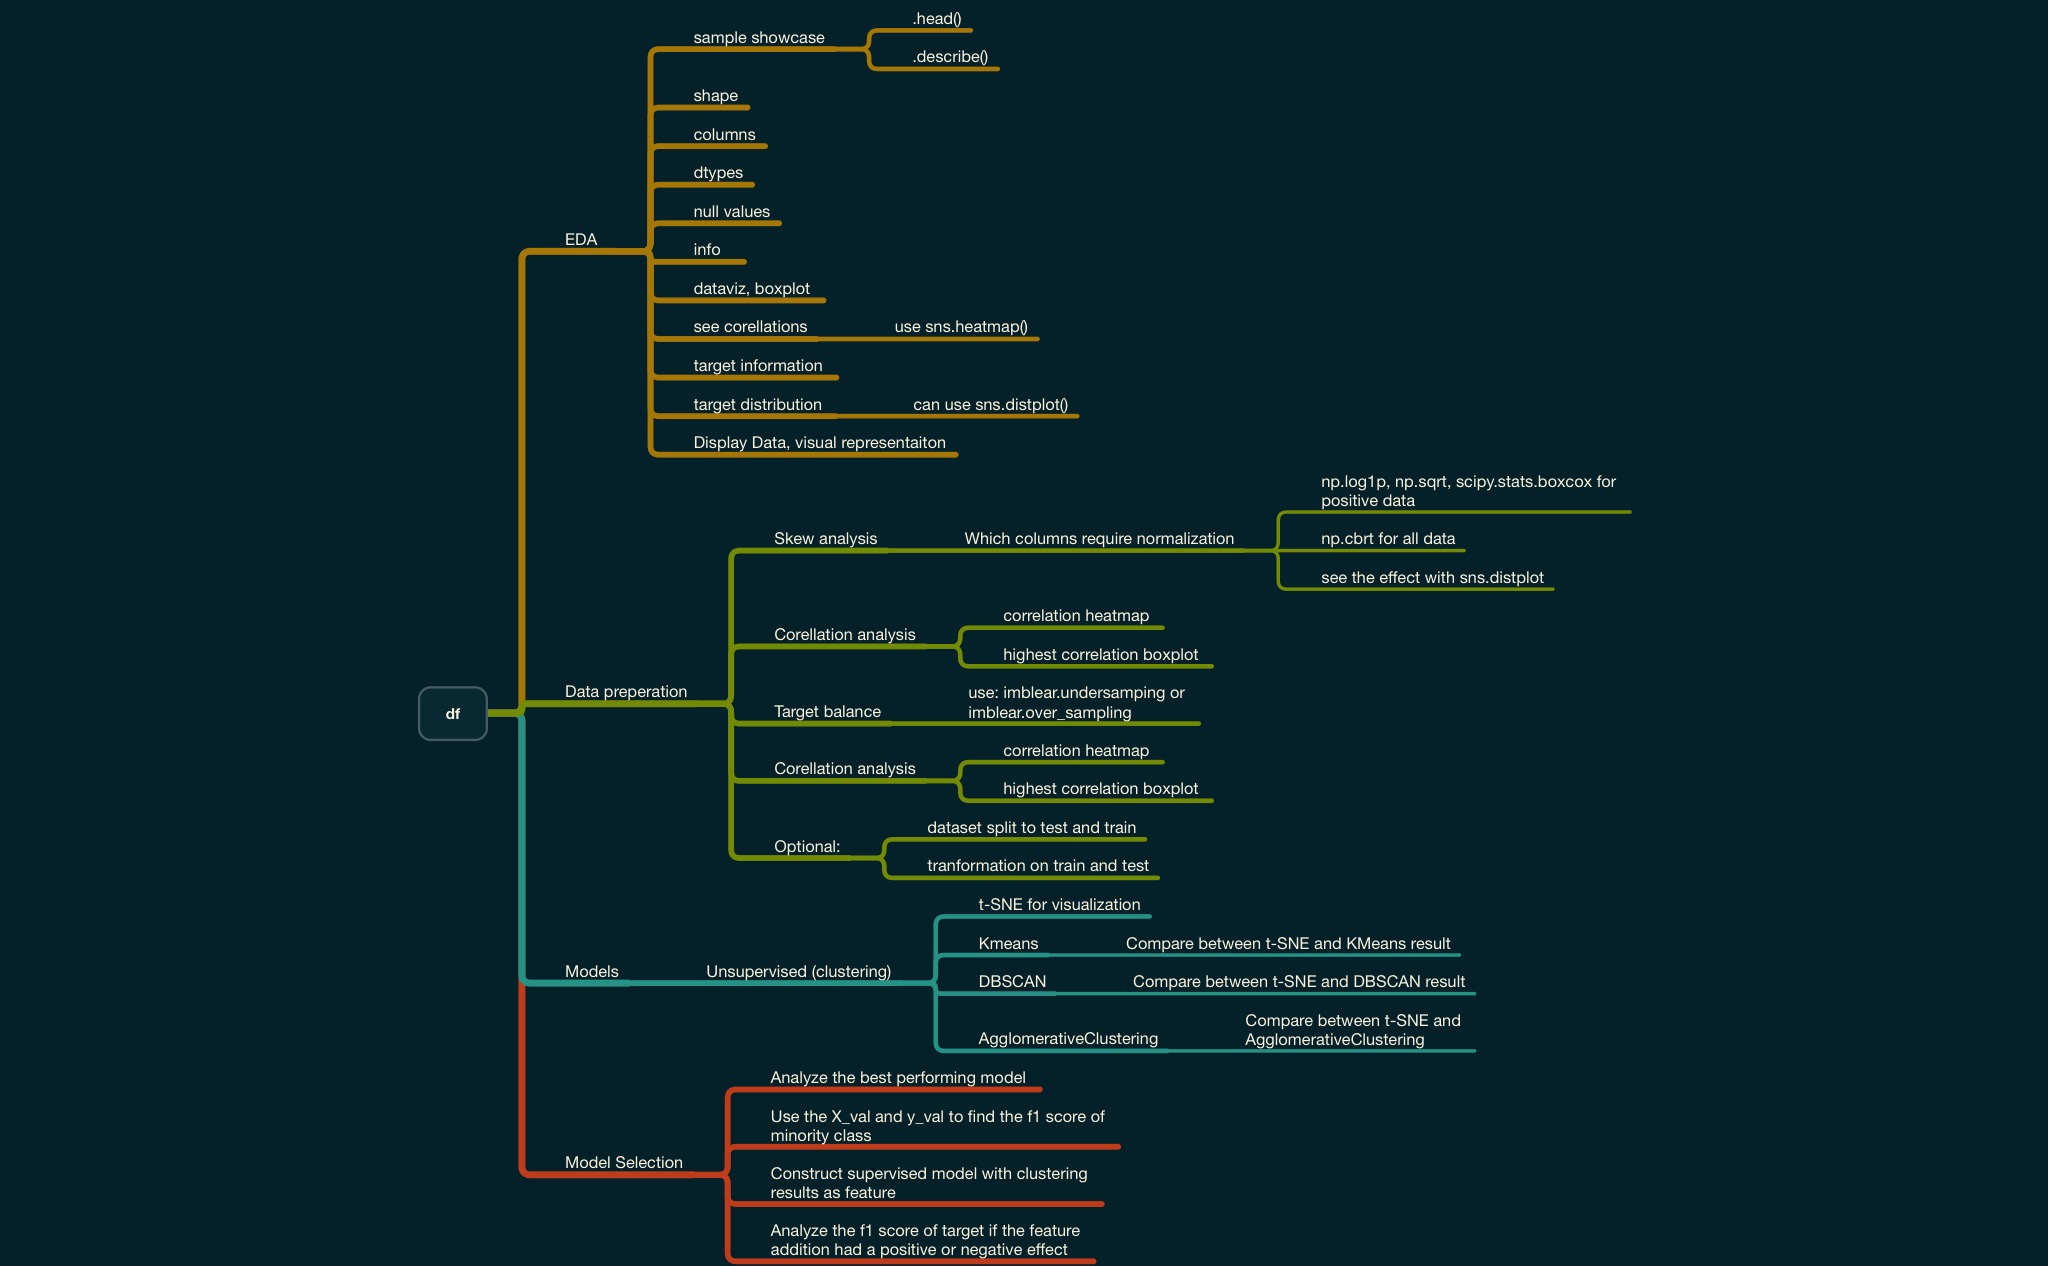 .head()
sample showcase
.describe()
shape
columns
dtypes
null values
EDA
info
dataviz, boxplot
see corellations
use sns.heatmap()
target information
target distribution
can use sns.distplot()
Display Data, visual representaiton
np.log1p, np.sqrt, scipy.stats.boxcox for
positive data
Skew analysis
Which columns require normalization
np.cbrt for all data
see the effect with sns.distplot
correlation heatmap
Corellation analysis
highest correlation boxplot
Data preperation
use: imblear.undersamping or
imblear.over_sampling
Target balance
df
correlation heatmap
Corellation analysis
highest correlation boxplot
dataset split to test and train
Optional:
tranformation on train and test
t-SNE for visualization
Kmeans
Compare between t-SNE and KMeans result
Models
Unsupervised (clustering)
DBSCAN
Compare between t-SNE and DBSCAN result
Compare between t-SNE and
AgglomerativeClustering
AgglomerativeClustering
Analyze the best performing model
Use the X_val and y_val to find the f1 score of
minority class
Model Selection
Construct supervised model with clustering
results as feature
Analyze the f1 score of target if the feature
addition had a positive or negative effect